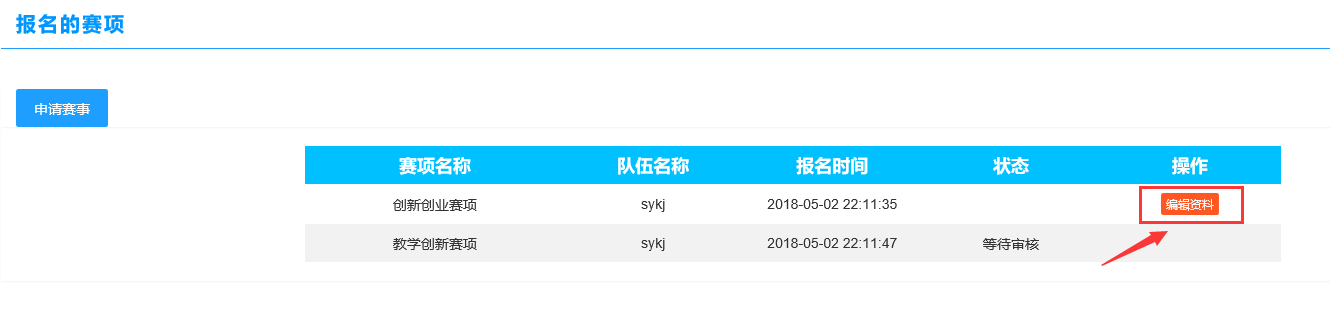 报名的赛项
申请赛事
赛项名称 队伍名称 报名时间 状态 操作
创新创业赛项 sykj 2018-05-02 22:11:35 编辑资料
教学创新赛项 sykj 2018-05-02 22:11:47 等待审核